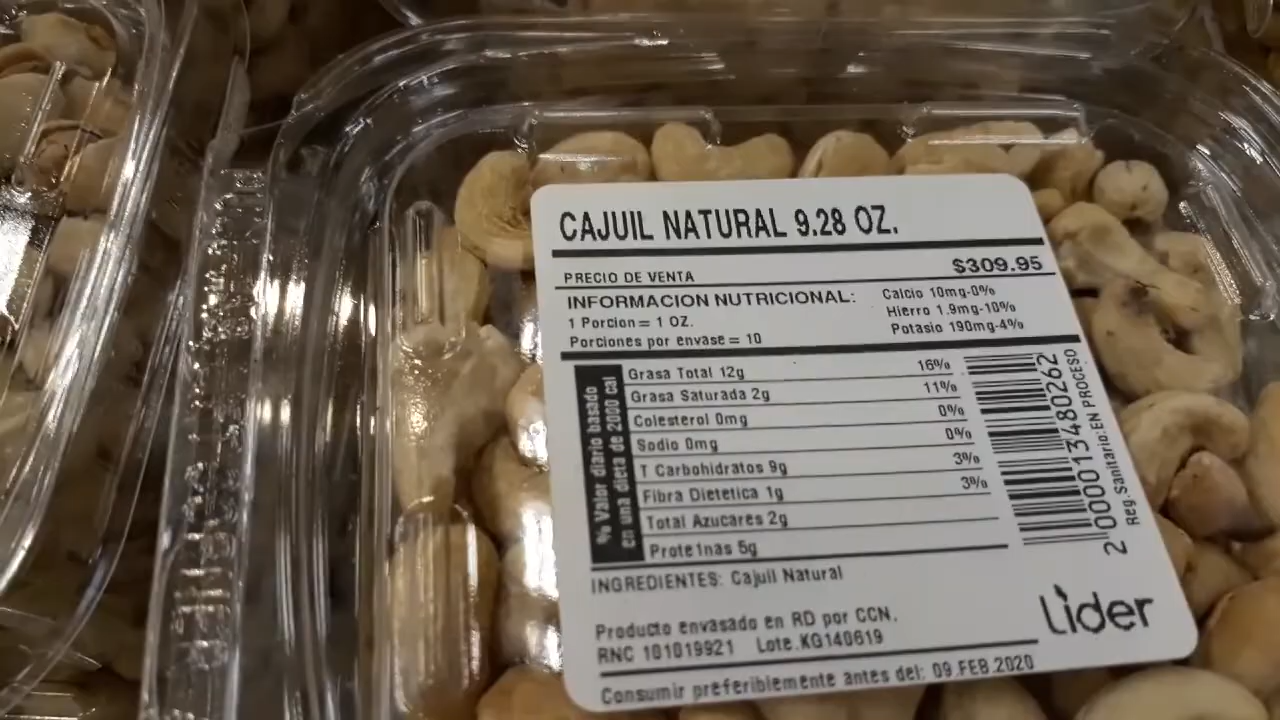 CAJUIL NATURAL 9.28 OZ.
PRECIO DE VENTA $309.95
INFORMACION NUTRICIONAL:
1 Porcion = 1 OZ.
Porciones por envase = 10
Calcio 10mg-0%
Hierro 1.9mg-10%
Potasio 190mg-4%
% Valor diario basado
en una dieta de 2000 cal
Grasa Total 12g 16%
Grasa Saturada 2g 11%
Colesterol 0mg 0%
Sodio 0mg 0%
T Carbohidratos 9g 3%
Fibra Dietetica 1g 3%
Total Azucares 2g
Proteinas 5g
2 000013480262
Reg.Sanitario:EN PROCESO
INGREDIENTES: Cajuil Natural
Producto envasado en RD por CCN.
RNC 101019921 Lote.KG140619
Lider
Consumir preferiblemente antes del: 09.FEB.2020